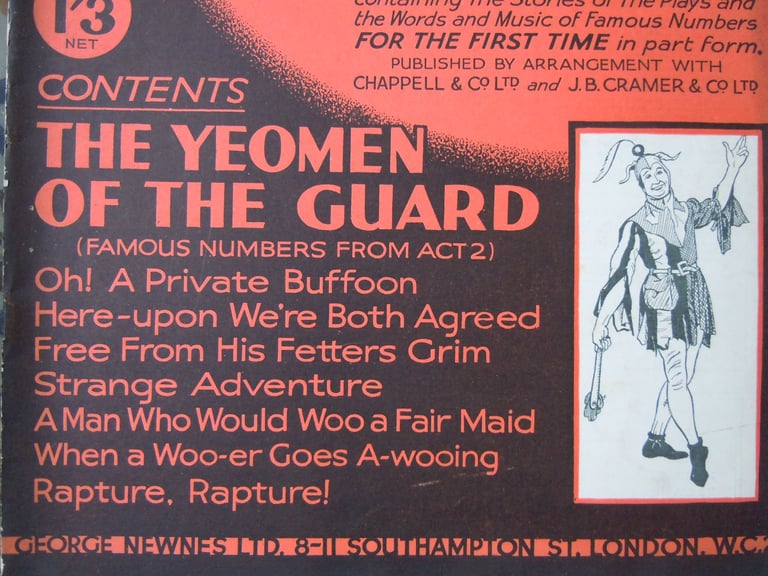 1/3
NET
containing The Stories of The Plays and
the Words and Music of Famous Numbers
FOR THE FIRST TIME in part form.
PUBLISHED BY ARRANGEMENT WITH
CHAPPELL & Co LTD and J. B. CRAMER & Co LTD
CONTENTS
THE YEOMEN
OF THE GUARD
(FAMOUS NUMBERS FROM ACT 2)
Oh! A Private Buffoon
Here-upon We're Both Agreed
Free From His Fetters Grim
Strange Adventure
A Man Who Would Woo a Fair Maid
When a Woo-er Goes A-wooing
Rapture, Rapture!
GEORGE NEWNES LTD. 8-11 SOUTHAMPTON ST. LONDON. W.C.2